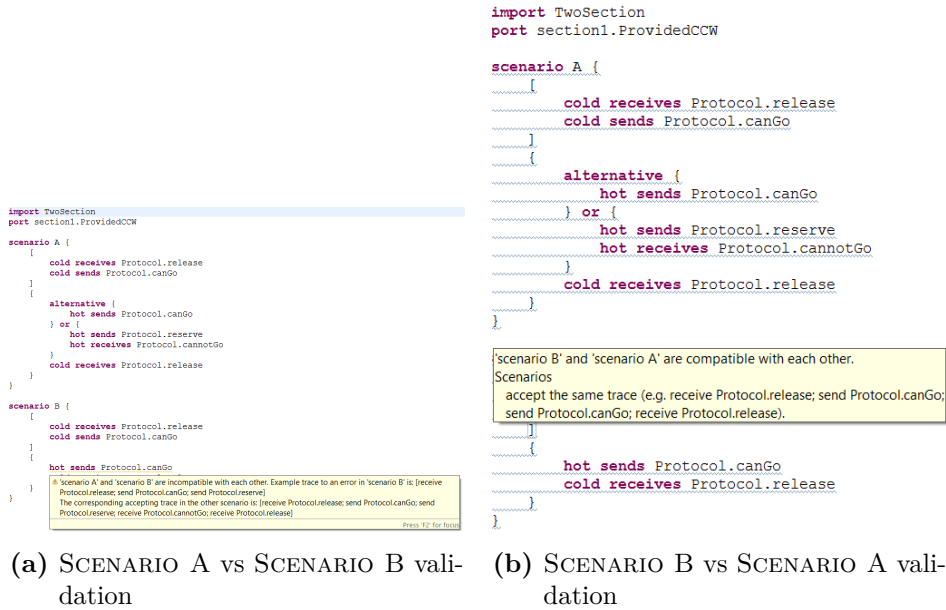 import TwoSection
port section1.ProvidedCCW
scenario A {
[
cold receives Protocol.release
cold sends Protocol.canGo
]
{
alternative {
hot sends Protocol.canGo
} or {
hot sends Protocol.reserve
hot receives Protocol.cannotGo
}
cold receives Protocol.release
}
}
scenario B {
[
cold receives Protocol.release
cold sends Protocol.canGo
]
{
hot sends Protocol.canGo
'scenario A' and 'scenario B' are incompatible with each other. Example trace to an error in 'scenario B' is: [receive
Protocol.release; send Protocol.canGo; send Protocol.reserve]
The corresponding accepting trace in the other scenario is: [receive Protocol.release; send Protocol.canGo; send
Protocol.reserve; receive Protocol.cannotGo; receive Protocol.release]
Press 'F2' for focus
}
}
(a) SCENARIO A vs SCENARIO B vali-
dation
import TwoSection
port section1.ProvidedCCW
scenario A {
[
cold receives Protocol.release
cold sends Protocol.canGo
]
{
alternative {
hot sends Protocol.canGo
} or {
hot sends Protocol.reserve
hot receives Protocol.cannotGo
}
cold receives Protocol.release
}
}
'scenario B' and 'scenario A' are compatible with each other.
Scenarios
accept the same trace (e.g. receive Protocol.release; send Protocol.canGo;
send Protocol.canGo; receive Protocol.release).
]
{
hot sends Protocol.canGo
cold receives Protocol.release
}
}
(b) SCENARIO B vs SCENARIO A vali-
dation